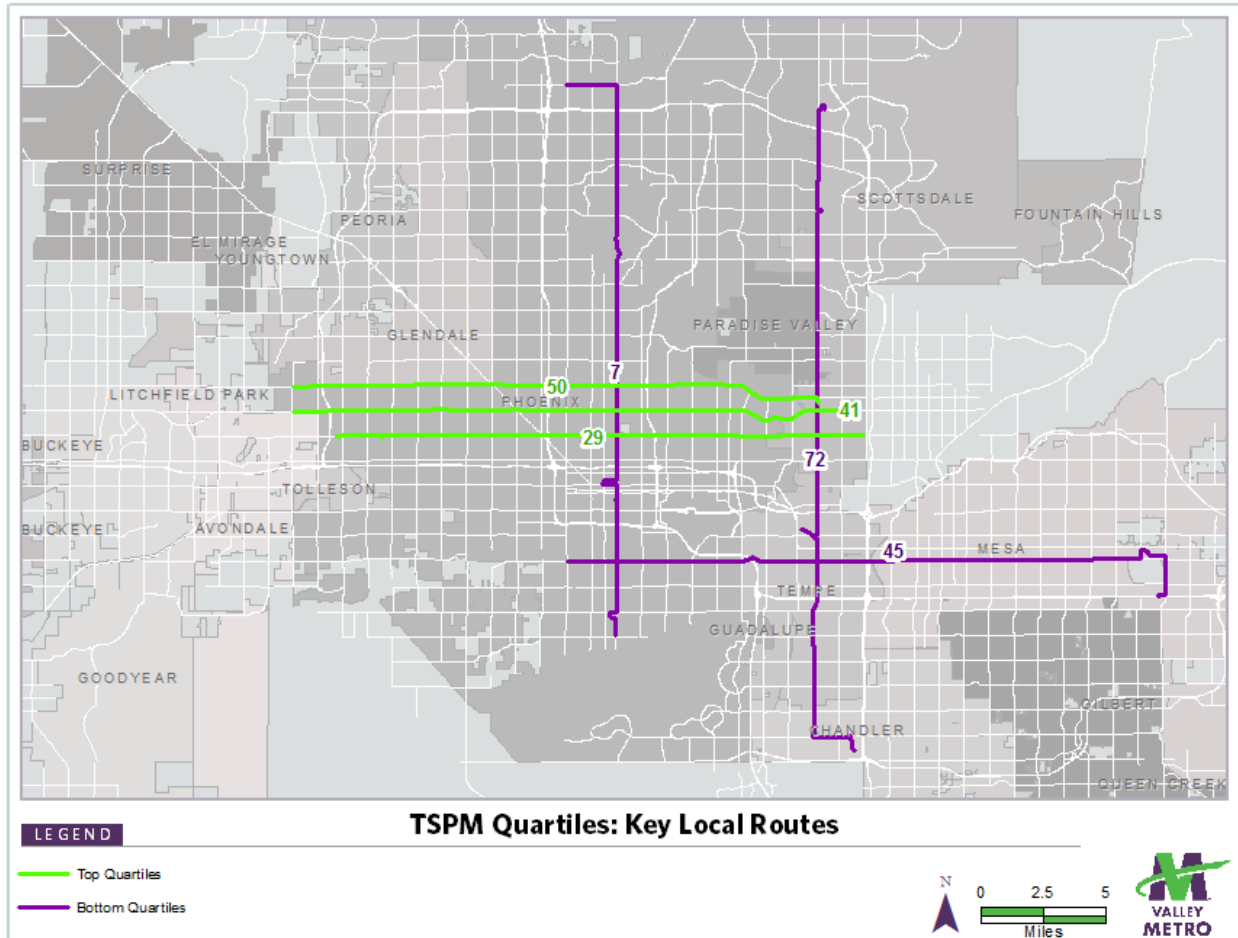 SURPRISE
SCOTTSDALE
FOUNTAIN HILLS
PEORIA
EL MIRAGE
YOUNGTOWN
PARADISE VALLEY
GLENDALE
7
50
LITCHFIELD PARK
PHOENIX
41
29
BUCKEYE
72
TOLLESON
BUCKEYE
AVONDALE
45
MESA
TEMPE
GUADALUPE
GOODYEAR
GILBERT
CHANDLER
QUEEN CREEK
TSPM Quartiles: Key Local Routes
LEGEND
Top Quartiles
Bottom Quartiles
N
0 2.5 5
Miles
VALLEY
METRO